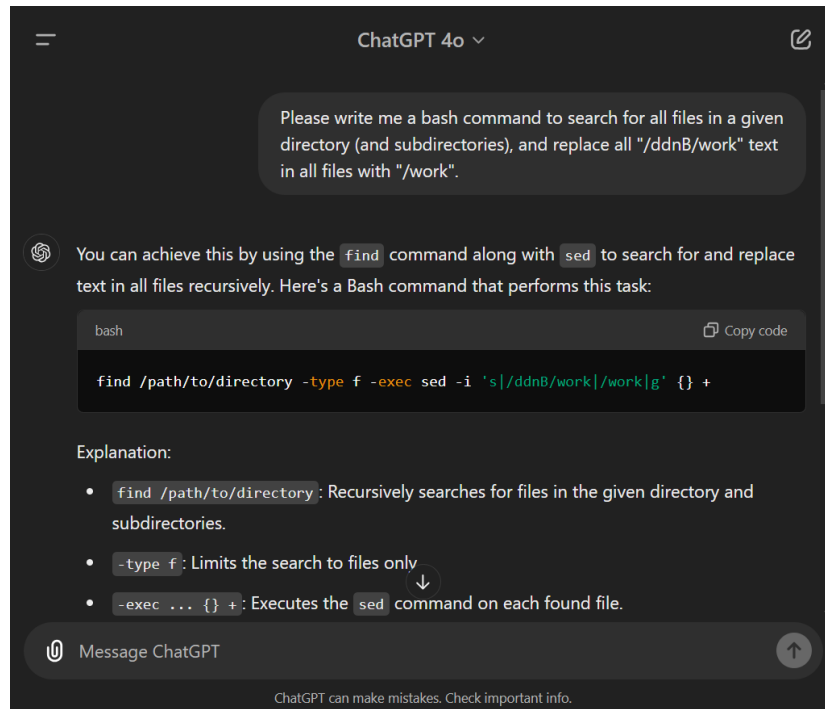 ChatGPT 4o
Please write me a bash command to search for all files in a given
directory (and subdirectories), and replace all "/ddnB/work" text
in all files with "/work".
You can achieve this by using the find command along with sed to search for and replace
text in all files recursively. Here's a Bash command that performs this task:
bash Copy code
find /path/to/directory -type f -exec sed -i 's|/ddnB/work|/work|g' {} +
Explanation:
• find /path/to/directory: Recursively searches for files in the given directory and
subdirectories.
• -type f: Limits the search to files only
• -exec ... {} +: Executes the sed command on each found file.
Message ChatGPT
ChatGPT can make mistakes. Check important info.